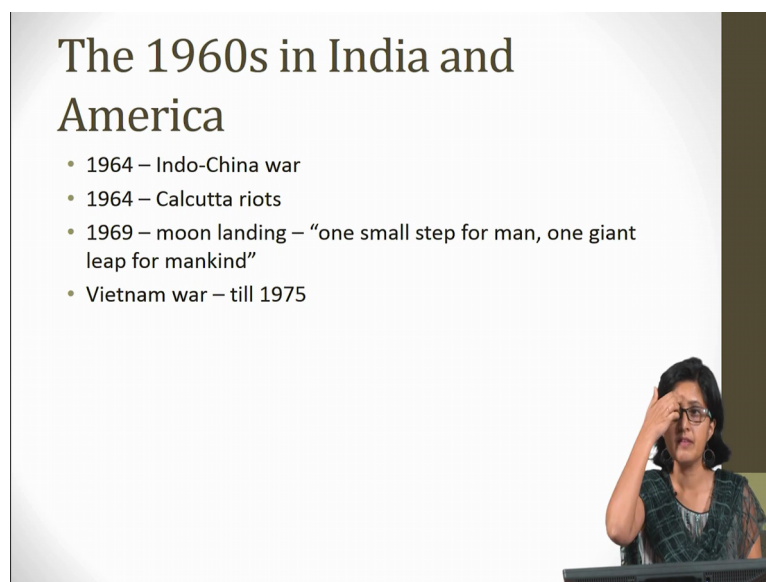 The 1960s in India and
America
• 1964 – Indo-China war
• 1964 – Calcutta riots
• 1969 – moon landing – “one small step for man, one giant
leap for mankind”
• Vietnam war – till 1975